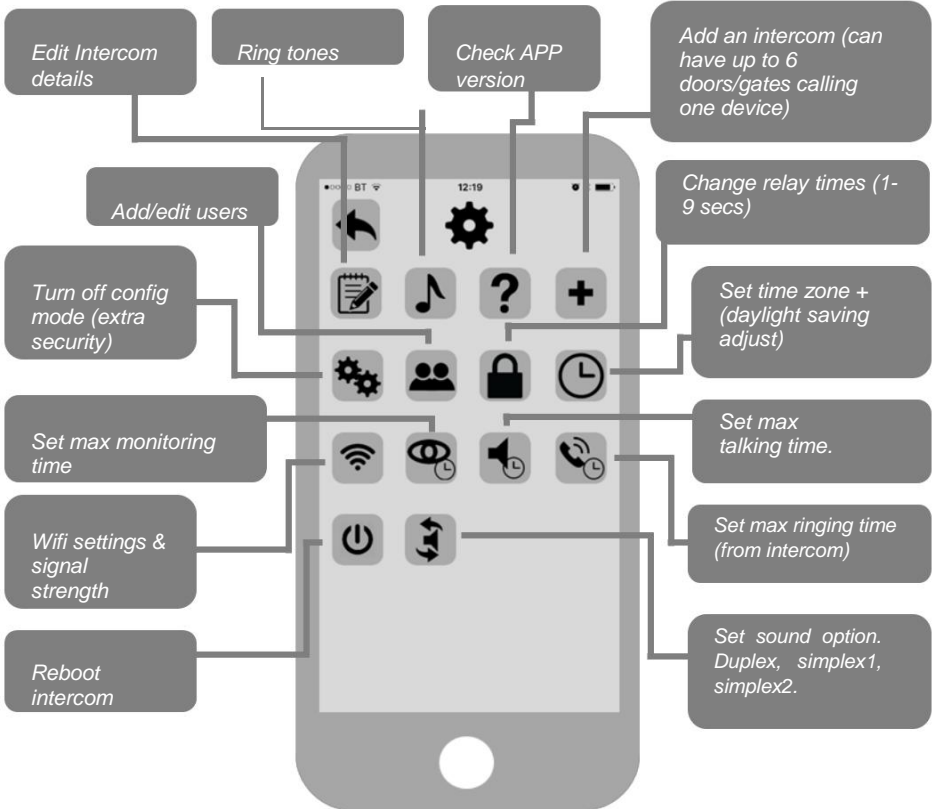 Edit Intercom
details
Ring tones
Check APP
version
Add an intercom (can
have up to 6
doors/gates calling
one device)
BT
12:19
Add/edit users
Change relay times (1-
9 secs)
Turn off config
mode (extra
security)
Set time zone +
(daylight saving
adjust)
Set max monitoring
time
Set max
talking time.
Wifi settings &
signal
strength
Set max ringing time
(from intercom)
Reboot
intercom
Set sound option.
Duplex, simplex1,
simplex2.